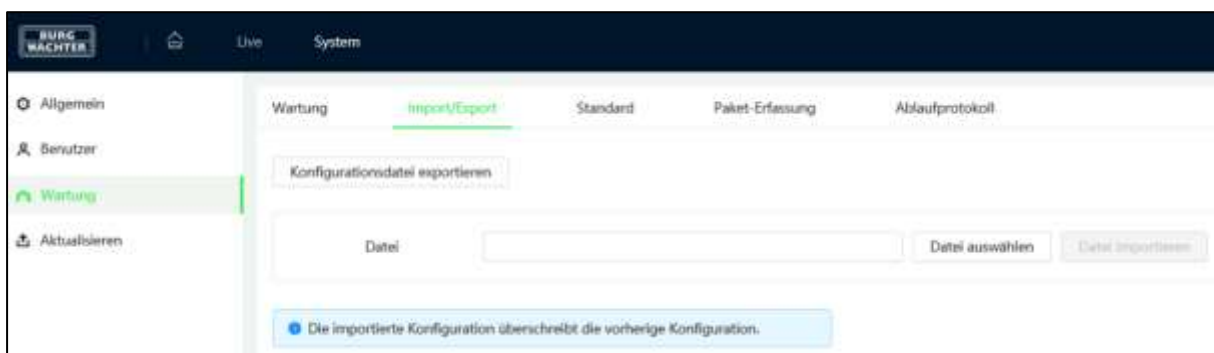 BURG
WÄCHTER
Live
System
Allgemein
Benutzer
Wartung
Aktualisieren
Wartung
Import/Export
Standard
Paket-Erfassung
Ablaufprotokoll
Konfigurationsdatei exportieren
Datei
Datei auswählen
Datei importieren
Die importierte Konfiguration überschreibt die vorherige Konfiguration.